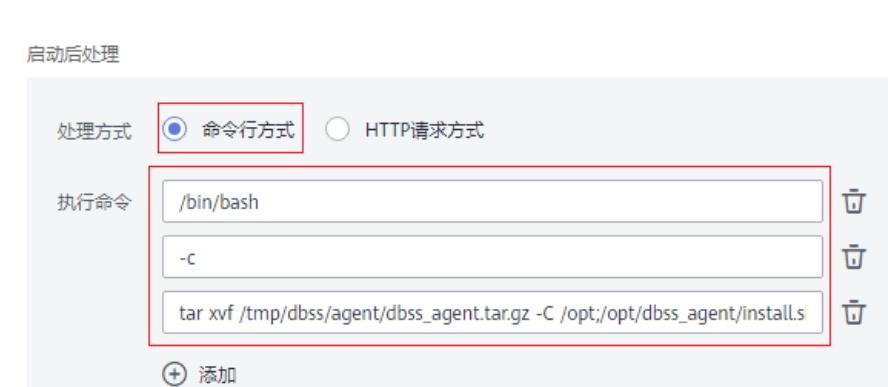 启动后处理
处理方式 命令行方式 HTTP请求方式
执行命令 /bin/bash
-c
tar xvf /tmp/dbss/agent/dbss_agent.tar.gz -C /opt;/opt/dbss_agent/install.s
添加